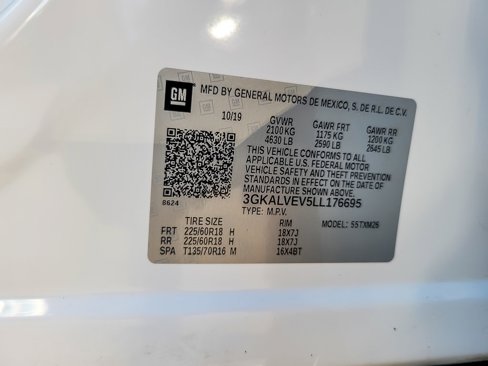 GM MFD BY GENERAL MOTORS DE MEXICO, S. DE R.L. DE C.V.
10/19 GVWR GAWR FRT GAWR RR
2100 KG 1175 KG 1200 KG
4630 LB 2590 LB 2645 LB
THIS VEHICLE CONFORMS TO ALL
APPLICABLE U.S. FEDERAL MOTOR
VEHICLE SAFETY, BUMPER, AND THEFT
PREVENTION STANDARDS IN EFFECT ON
THE DATE OF
MANUFACTURE SHOWN ABOVE.
8624 3GKALVEV5LL176695
TYPE: M.P.V.
TIRE SIZE RIM MODEL: 5STXM26
FRT 225/60R18 H 18X7J
RR 225/60R18 H 18X7J
SPA T135/70R16 M 16X4BT